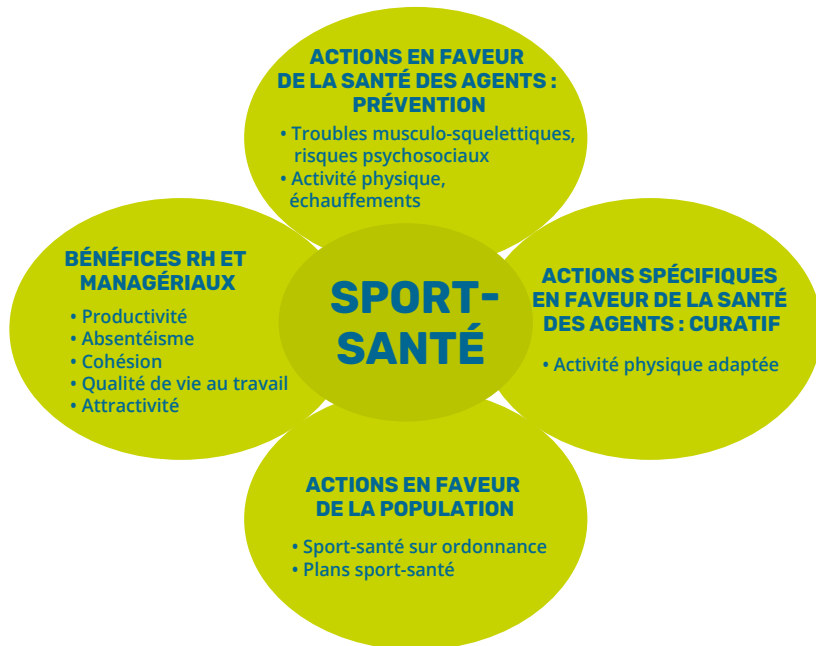 ACTIONS EN FAVEUR
DE LA SANTÉ DES AGENTS :
PRÉVENTION
• Troubles musculo-squelettiques,
risques psychosociaux
• Activité physique,
échauffements
BÉNÉFICES RH ET
MANAGÉRIAUX
• Productivité
• Absentéisme
• Cohésion
• Qualité de vie au travail
• Attractivité
SPORT-
SANTÉ
ACTIONS SPÉCIFIQUES
EN FAVEUR DE LA SANTÉ
DES AGENTS : CURATIF
• Activité physique adaptée
ACTIONS EN FAVEUR
DE LA POPULATION
• Sport-santé sur ordonnance
• Plans sport-santé